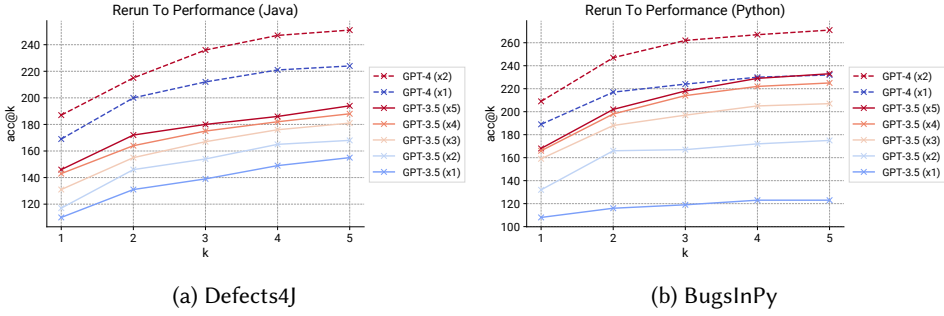 Rerun To Performance (Java)
acc@k
240
220
200
180
160
140
120
1 2 3 4 5
k
GPT-4 (x2)
GPT-4 (x1)
GPT-3.5 (x5)
GPT-3.5 (x4)
GPT-3.5 (x3)
GPT-3.5 (x2)
GPT-3.5 (x1)
(a) Defects4J
Rerun To Performance (Python)
acc@k
260
240
220
200
180
160
140
120
100
1 2 3 4 5
k
GPT-4 (x2)
GPT-4 (x1)
GPT-3.5 (x5)
GPT-3.5 (x4)
GPT-3.5 (x3)
GPT-3.5 (x2)
GPT-3.5 (x1)
(b) BugsInPy